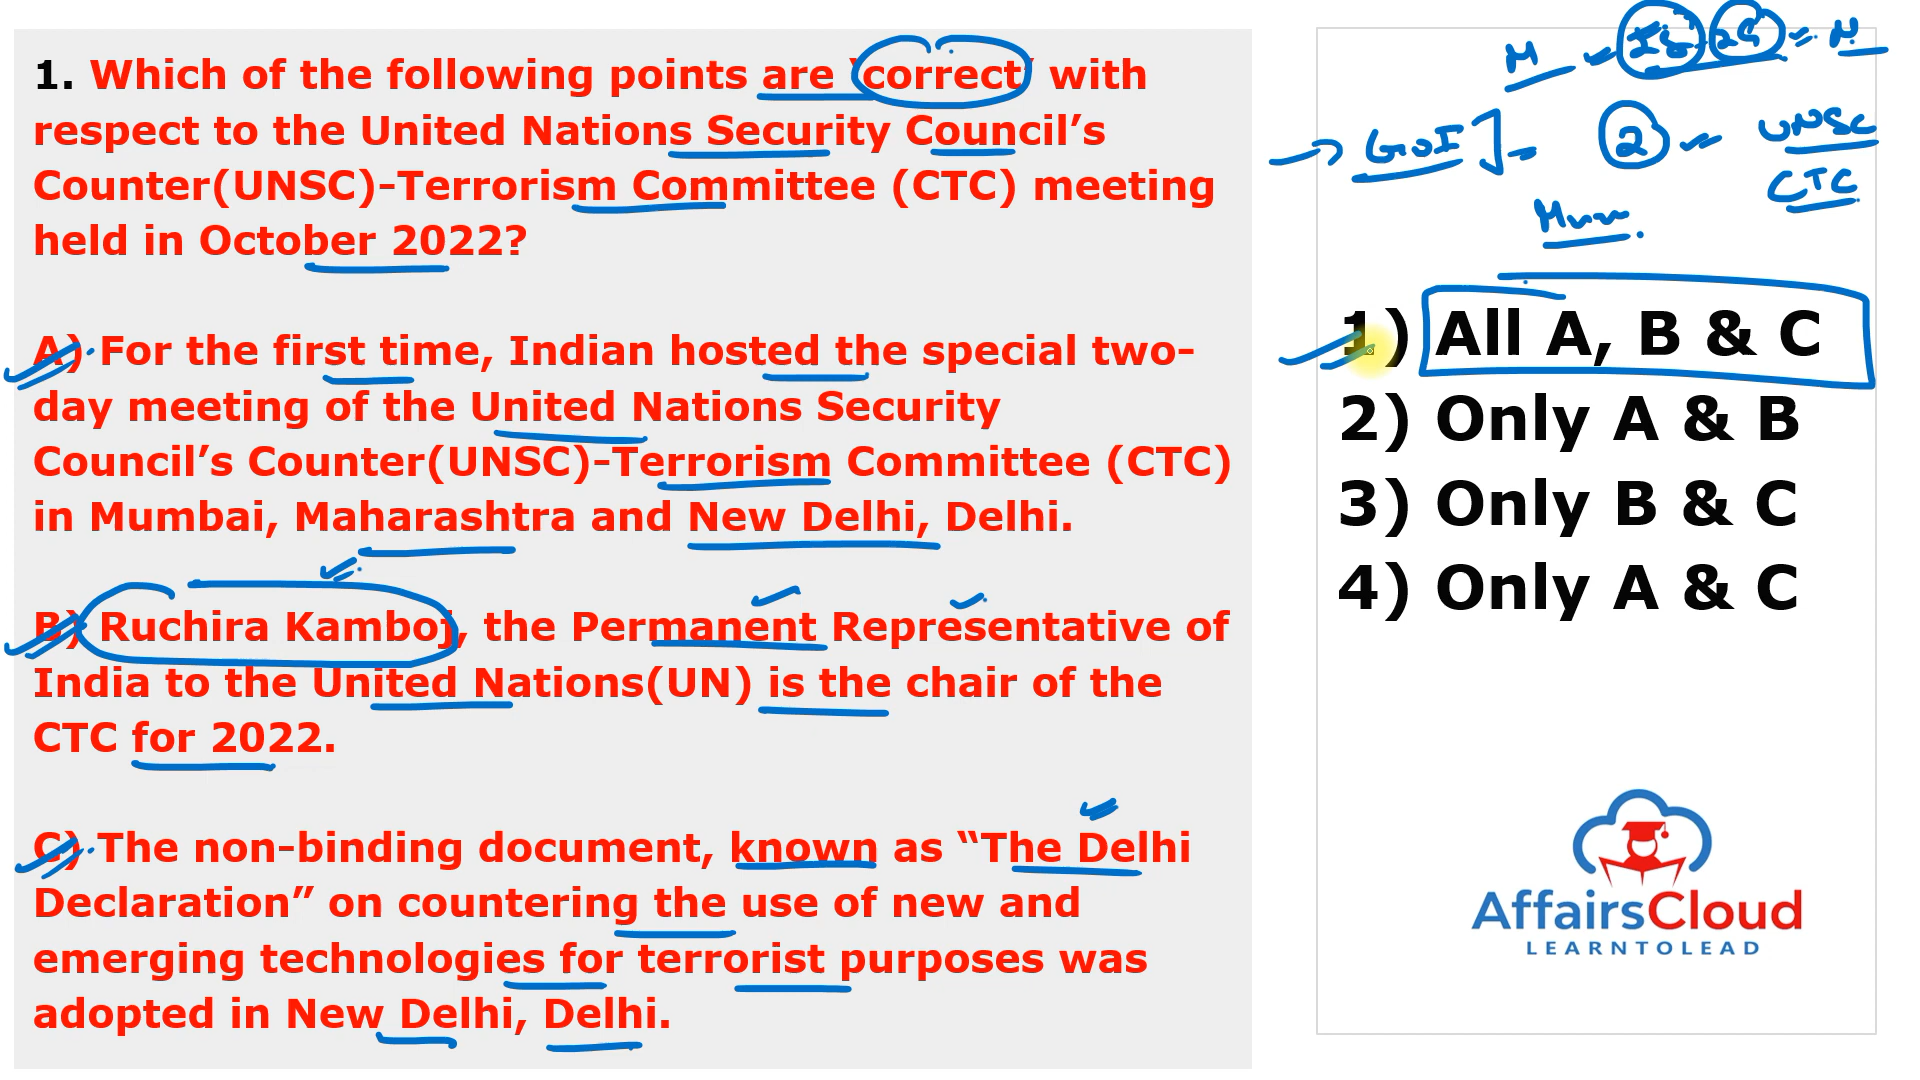 1. Which of the following points are ‘correct’ with
respect to the United Nations Security Council’s
Counter(UNSC)-Terrorism Committee (CTC) meeting
held in October 2022?
A) For the first time, Indian hosted the special two-
day meeting of the United Nations Security
Council’s Counter(UNSC)-Terrorism Committee (CTC)
in Mumbai, Maharashtra and New Delhi, Delhi.
B) Ruchira Kamboj, the Permanent Representative of
India to the United Nations(UN) is the chair of the
CTC for 2022.
C) The non-binding document, known as “The Delhi
Declaration” on countering the use of new and
emerging technologies for terrorist purposes was
adopted in New Delhi, Delhi.
M
GoI] 2 UNSC
CTC
1) All A, B & C
2) Only A & B
3) Only B & C
4) Only A & C
AffairsCloud
LEARNTOLEAD